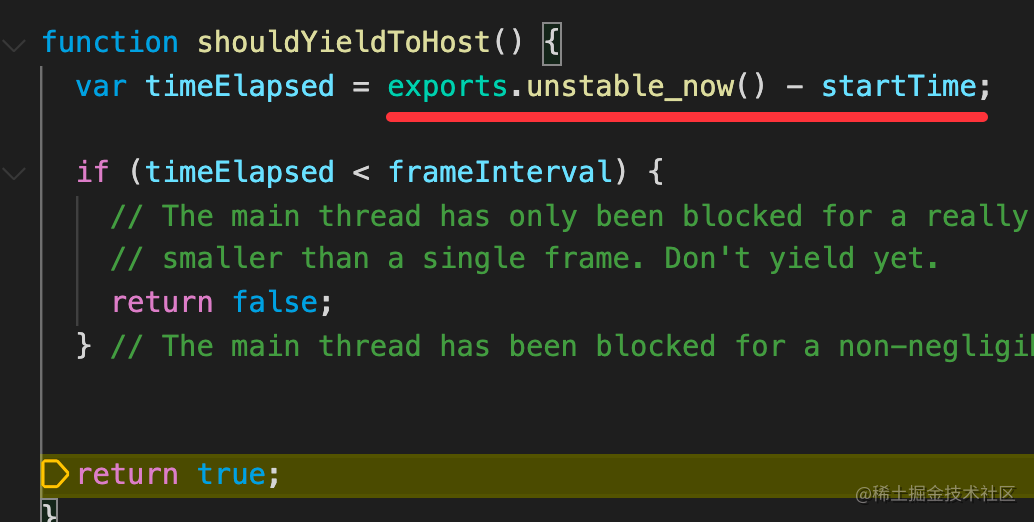 function shouldYieldToHost() {
var timeElapsed = exports.unstable_now() - startTime;
if (timeElapsed < frameInterval) {
// The main thread has only been blocked for a really
// smaller than a single frame. Don't yield yet.
return false;
} // The main thread has been blocked for a
return true;
}
@稀土掘金技术社区